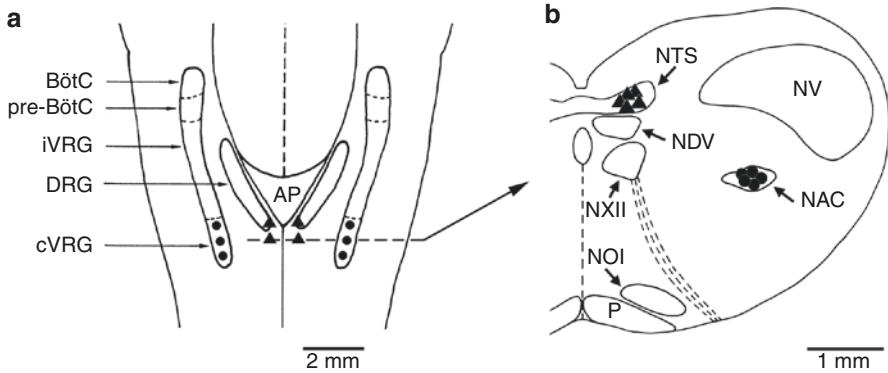 a
BötC
pre-BötC
iVRG
DRG
cVRG
AP
2 mm
b
NTS
NV
NDV
NXII
NAC
NOI
P
1 mm